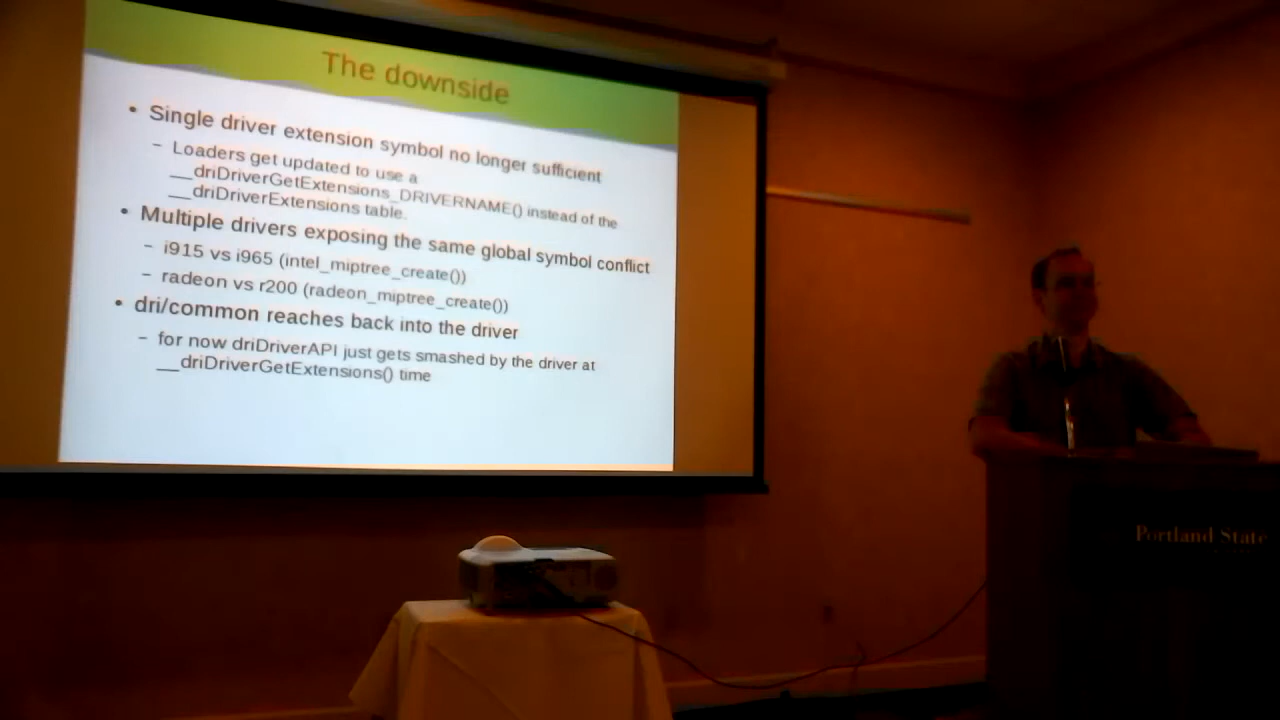 The downside
• Single driver extension symbol no longer sufficient
– Loaders get updated to use a
__driDriverGetExtensions_DRIVERNAME() instead of the
__driDriverExtensions table.
• Multiple drivers exposing the same global symbol conflict
– i915 vs i965 (intel_miptree_create())
– radeon vs r200 (radeon_miptree_create())
• dri/common reaches back into the driver
– for now driDriverAPI just gets smashed by the driver at
__driDriverGetExtensions() time
Portland State